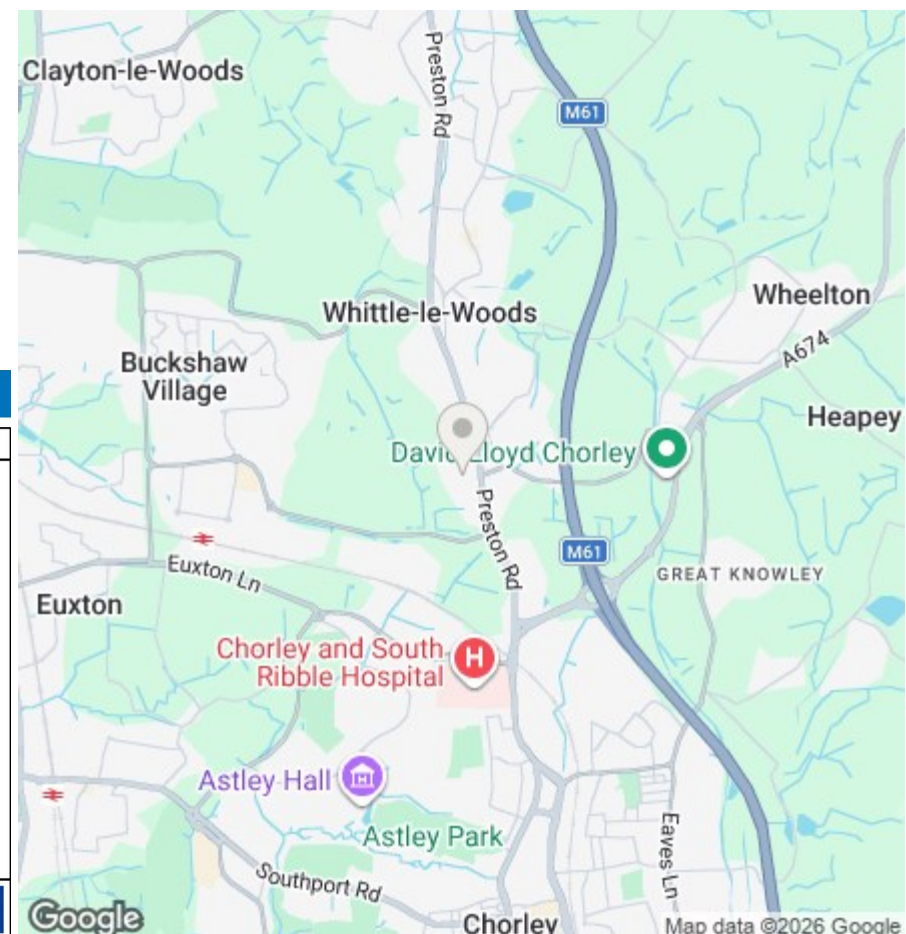 Clayton-le-Woods
Preston Rd
M61
Whittle-le-Woods
Wheelton
A674
Buckshaw
Village
Heapey
David Lloyd Chorley
Preston Rd
M61
Euxton Ln
GREAT KNOWLEY
Euxton
Chorley and South
Ribble Hospital
H
Astley Hall
Astley Park
Eaves Ln
Southport Rd
Google
Chorley
Map data ©2026 Google